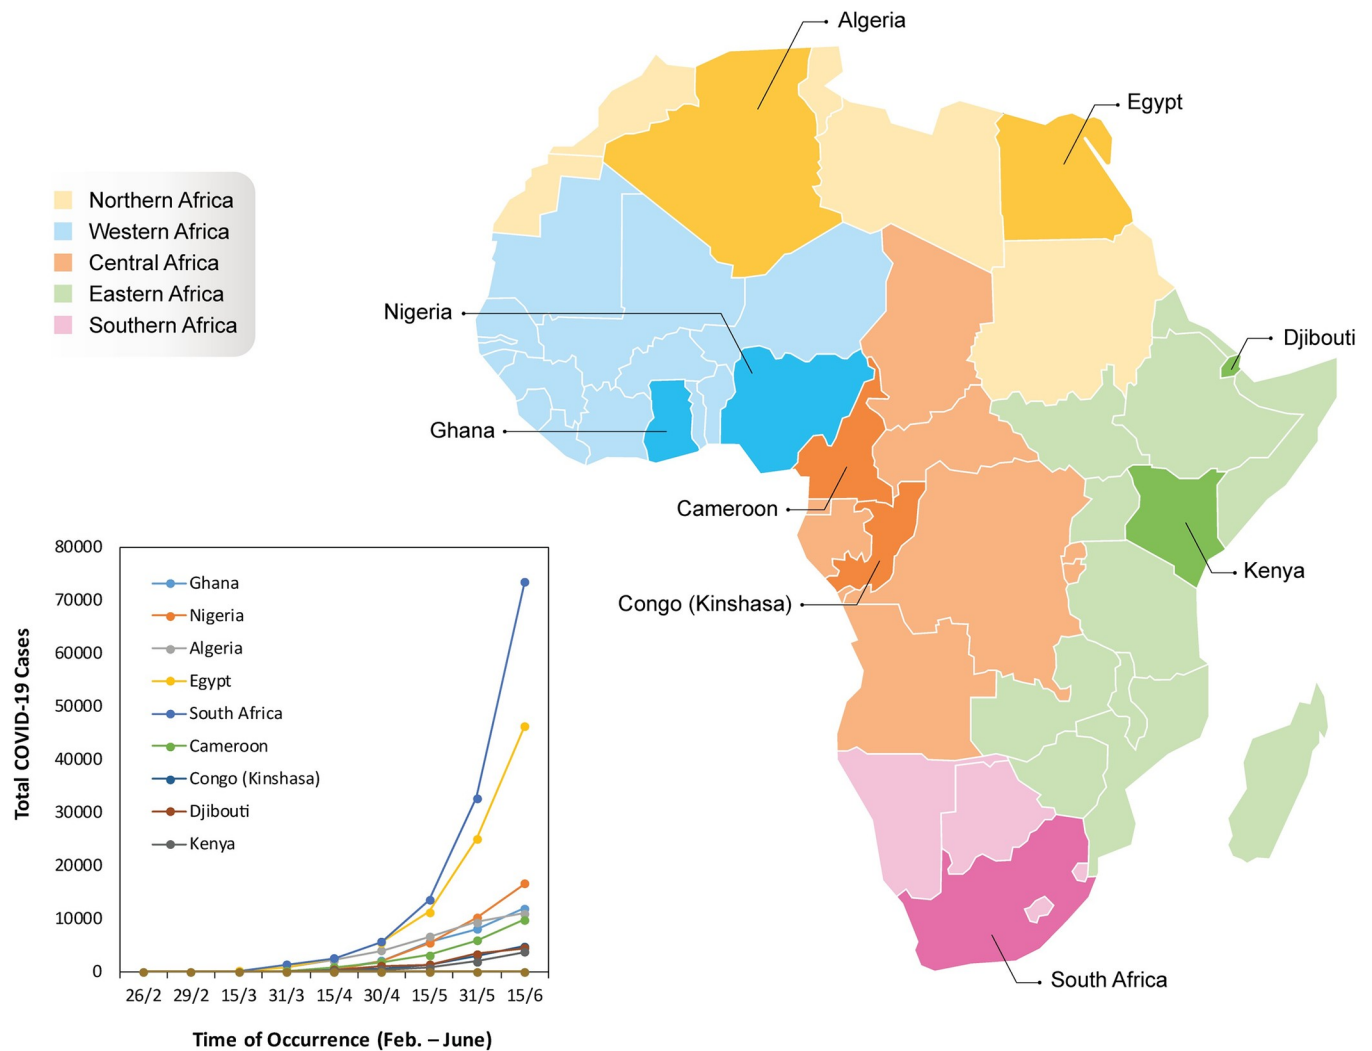 Algeria
Egypt
Northern Africa
Western Africa
Central Africa
Eastern Africa
Southern Africa
Nigeria
Djibouti
Ghana
Cameroon
Kenya
Congo (Kinshasa)
South Africa
Total COVID-19 Cases
80000
70000
60000
50000
40000
30000
20000
10000
0
Ghana
Nigeria
Algeria
Egypt
South Africa
Cameroon
Congo (Kinshasa)
Djibouti
Kenya
26/2 29/2 15/3 31/3 15/4 30/4 15/5 31/5 15/6
Time of Occurrence (Feb. – June)